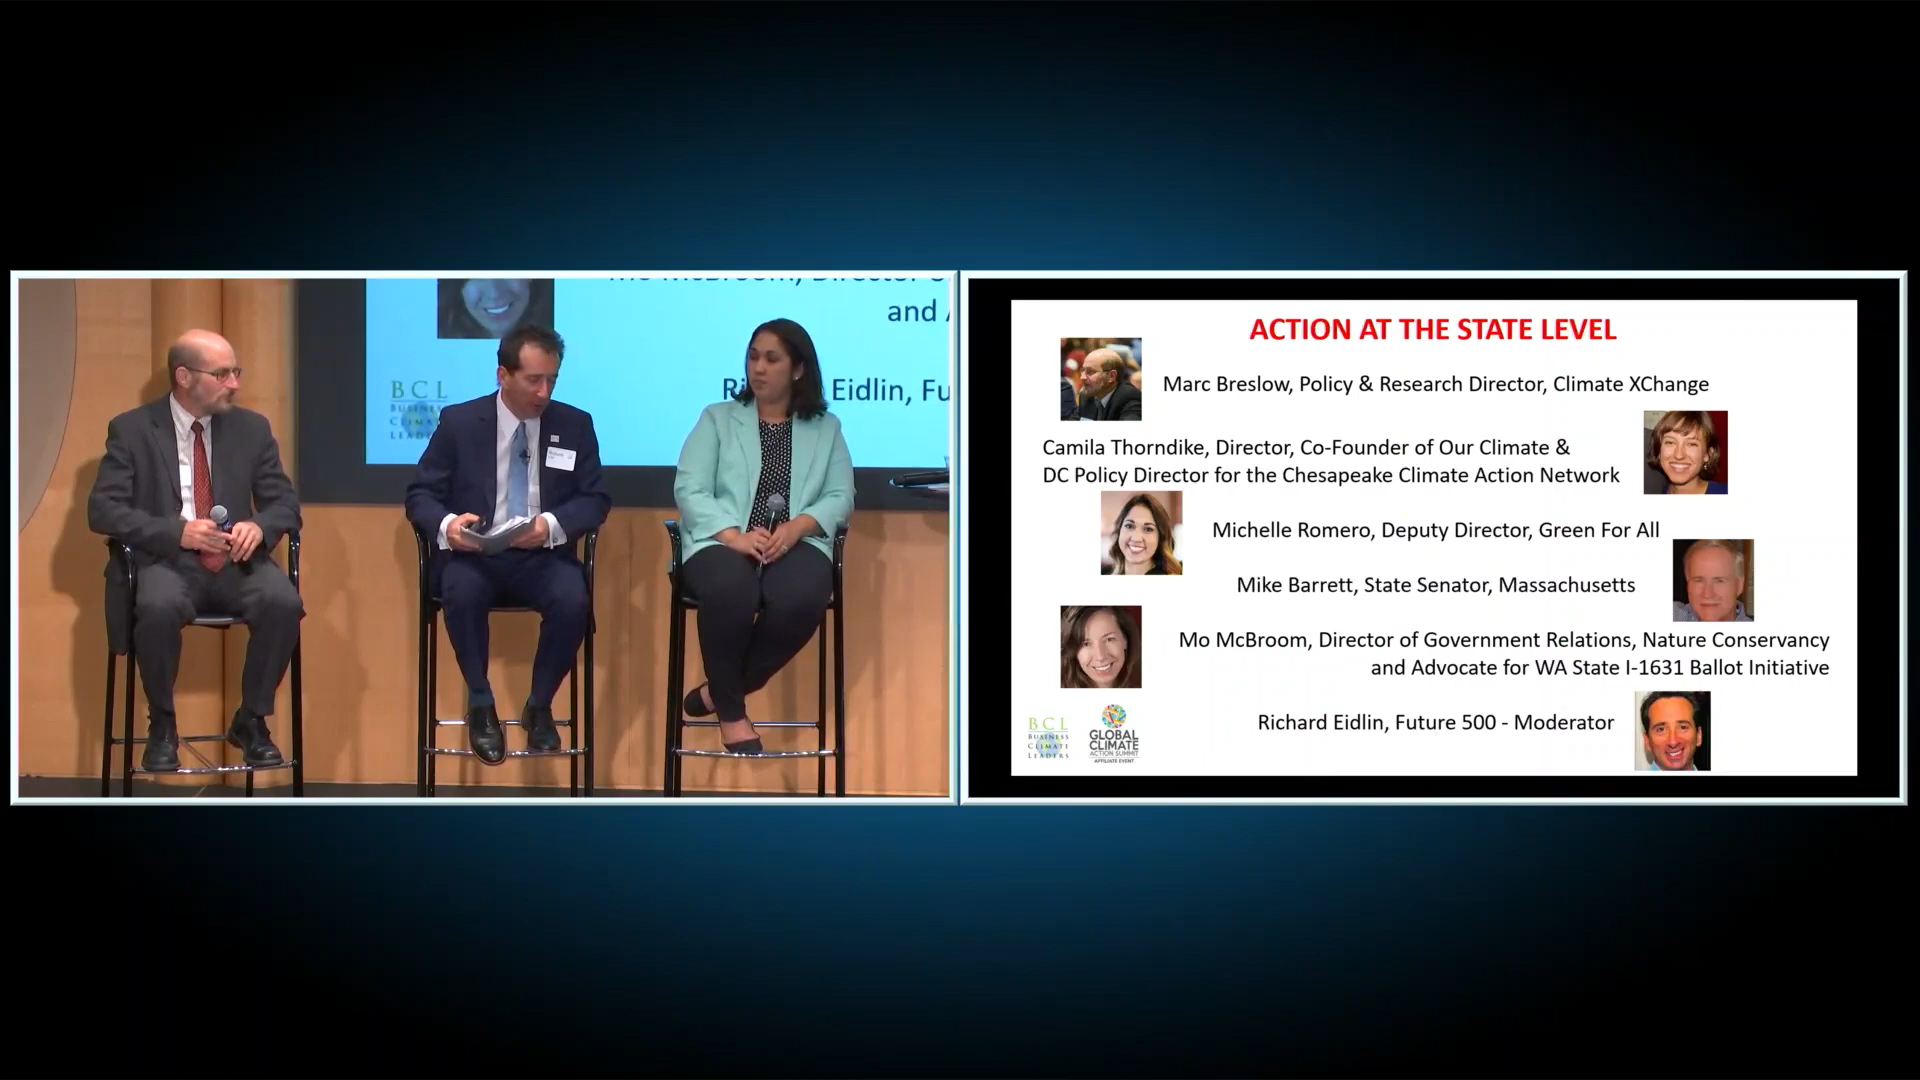 and
BCL
BUSINESS
CLIMATE
LEADERS
Eidlin, Fu
ACTION AT THE STATE LEVEL
Marc Breslow, Policy & Research Director, Climate XChange
Camila Thorndike, Director, Co-Founder of Our Climate &
DC Policy Director for the Chesapeake Climate Action Network
Michelle Romero, Deputy Director, Green For All
Mike Barrett, State Senator, Massachusetts
Mo McBroom, Director of Government Relations, Nature Conservancy
and Advocate for WA State I-1631 Ballot Initiative
Richard Eidlin, Future 500 - Moderator
BCL
BUSINESS
CLIMATE
LEADERS
GLOBAL
CLIMATE
ACTION SUMMIT
AFFILIATE EVENT